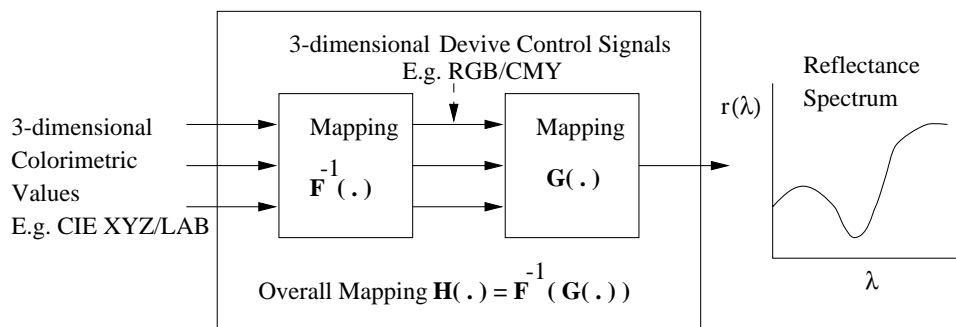 3-dimensional Devive Control Signals
E.g. RGB/CMY
3-dimensional
Colorimetric
Values
E.g. CIE XYZ/LAB
Mapping
F⁻¹(.)
Mapping
G(.)
Reflectance
Spectrum
r(λ)
λ
Overall Mapping H(.) = F⁻¹(G(.))